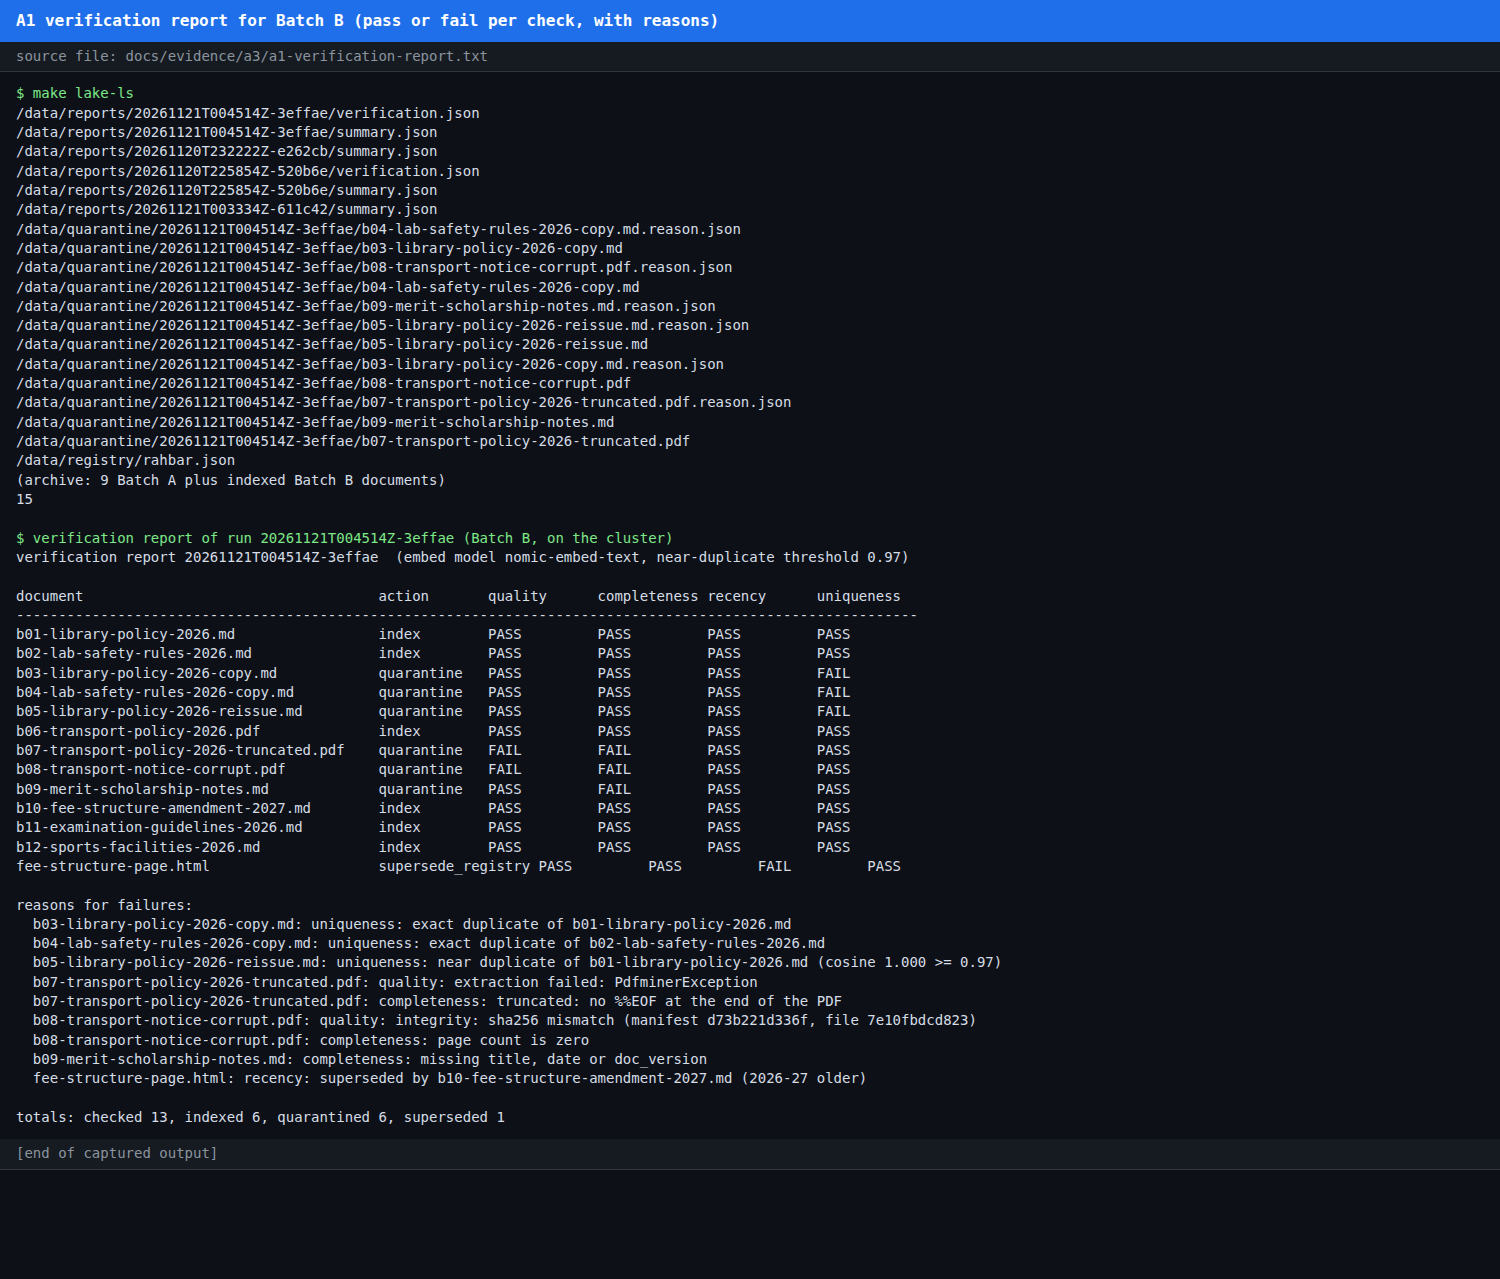 A1 verification report for Batch B (pass or fail per check, with reasons)
source file: docs/evidence/a3/a1-verification-report.txt
$ make lake-ls
/data/reports/20261121T004514Z-3effae/verification.json
/data/reports/20261121T004514Z-3effae/summary.json
/data/reports/20261120T232222Z-e262cb/summary.json
/data/reports/20261120T225854Z-520b6e/verification.json
/data/reports/20261120T225854Z-520b6e/summary.json
/data/reports/20261121T003334Z-611c42/summary.json
/data/quarantine/20261121T004514Z-3effae/b04-lab-safety-rules-2026-copy.md.reason.json
/data/quarantine/20261121T004514Z-3effae/b03-library-policy-2026-copy.md
/data/quarantine/20261121T004514Z-3effae/b08-transport-notice-corrupt.pdf.reason.json
/data/quarantine/20261121T004514Z-3effae/b04-lab-safety-rules-2026-copy.md
/data/quarantine/20261121T004514Z-3effae/b09-merit-scholarship-notes.md.reason.json
/data/quarantine/20261121T004514Z-3effae/b05-library-policy-2026-reissue.md.reason.json
/data/quarantine/20261121T004514Z-3effae/b05-library-policy-2026-reissue.md
/data/quarantine/20261121T004514Z-3effae/b03-library-policy-2026-copy.md.reason.json
/data/quarantine/20261121T004514Z-3effae/b08-transport-notice-corrupt.pdf
/data/quarantine/20261121T004514Z-3effae/b07-transport-policy-2026-truncated.pdf.reason.json
/data/quarantine/20261121T004514Z-3effae/b09-merit-scholarship-notes.md
/data/quarantine/20261121T004514Z-3effae/b07-transport-policy-2026-truncated.pdf
/data/registry/rahbar.json
(archive: 9 Batch A plus indexed Batch B documents)
15
$ verification report of run 20261121T004514Z-3effae (Batch B, on the cluster)
verification report 20261121T004514Z-3effae  (embed model nomic-embed-text, near-duplicate threshold 0.97)
document                                   action       quality      completeness recency      uniqueness
-----------------------------------------------------------------------------------------------------------
b01-library-policy-2026.md                 index        PASS         PASS         PASS         PASS
b02-lab-safety-rules-2026.md               index        PASS         PASS         PASS         PASS
b03-library-policy-2026-copy.md            quarantine   PASS         PASS         PASS         FAIL
b04-lab-safety-rules-2026-copy.md          quarantine   PASS         PASS         PASS         FAIL
b05-library-policy-2026-reissue.md         quarantine   PASS         PASS         PASS         FAIL
b06-transport-policy-2026.pdf              index        PASS         PASS         PASS         PASS
b07-transport-policy-2026-truncated.pdf    quarantine   FAIL         FAIL         PASS         PASS
b08-transport-notice-corrupt.pdf           quarantine   FAIL         FAIL         PASS         PASS
b09-merit-scholarship-notes.md             quarantine   PASS         FAIL         PASS         PASS
b10-fee-structure-amendment-2027.md        index        PASS         PASS         PASS         PASS
b11-examination-guidelines-2026.md         index        PASS         PASS         PASS         PASS
b12-sports-facilities-2026.md              index        PASS         PASS         PASS         PASS
fee-structure-page.html                    supersede_registry PASS         PASS         FAIL         PASS
reasons for failures:
  b03-library-policy-2026-copy.md: uniqueness: exact duplicate of b01-library-policy-2026.md
  b04-lab-safety-rules-2026-copy.md: uniqueness: exact duplicate of b02-lab-safety-rules-2026.md
  b05-library-policy-2026-reissue.md: uniqueness: near duplicate of b01-library-policy-2026.md (cosine 1.000 >= 0.97)
  b07-transport-policy-2026-truncated.pdf: quality: extraction failed: PdfminerException
  b07-transport-policy-2026-truncated.pdf: completeness: truncated: no %%EOF at the end of the PDF
  b08-transport-notice-corrupt.pdf: quality: integrity: sha256 mismatch (manifest d73b221d336f, file 7e10fbdcd823)
  b08-transport-notice-corrupt.pdf: completeness: page count is zero
  b09-merit-scholarship-notes.md: completeness: missing title, date or doc_version
  fee-structure-page.html: recency: superseded by b10-fee-structure-amendment-2027.md (2026-27 older)
totals: checked 13, indexed 6, quarantined 6, superseded 1
[end of captured output]